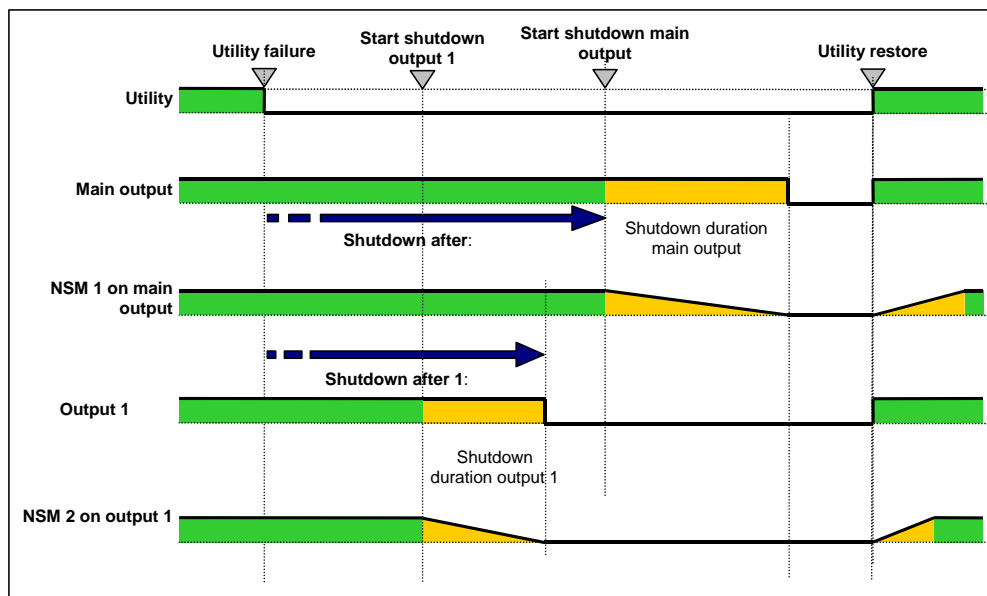 Utility failure
Start shutdown
output 1
Start shutdown main
output
Utility restore
Utility
Main output
Shutdown after:
Shutdown duration
main output
NSM 1 on main
output
Shutdown after 1:
Output 1
Shutdown
duration output 1
NSM 2 on output 1